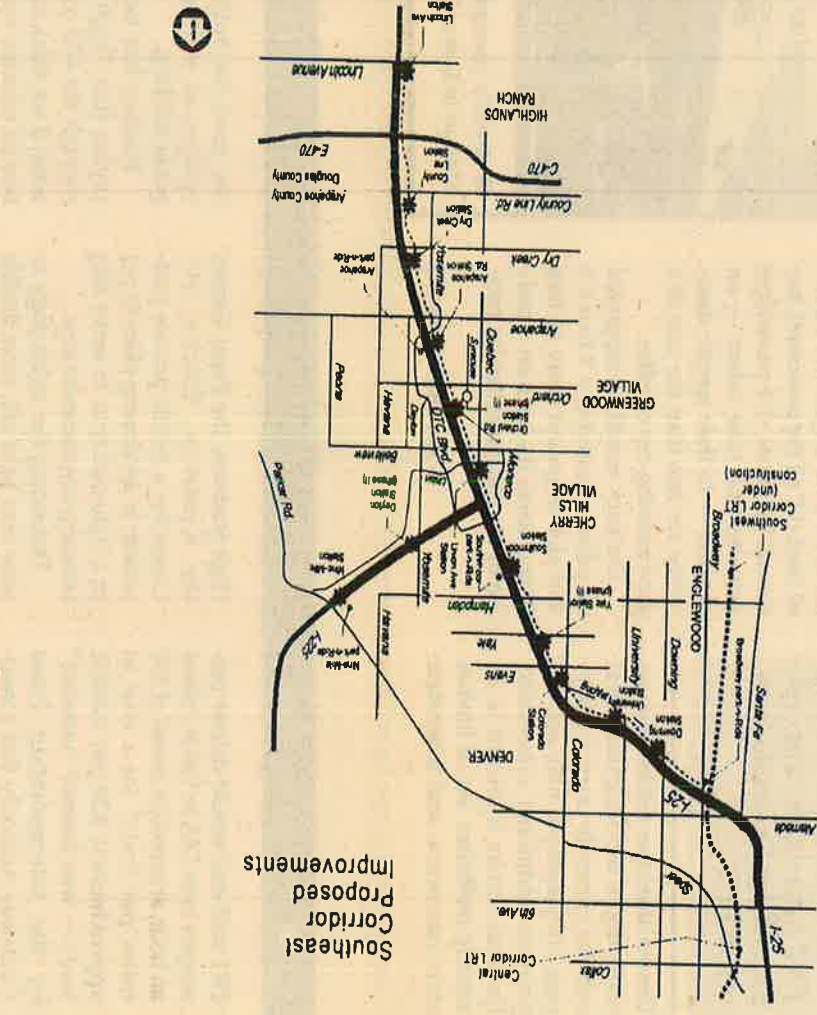 Central
Corridor LRT
Colfax
I-25
Southeast
Corridor
Proposed
Improvements
6th Ave.
Speer
Alameda
I-25
DENVER
Santa Fe
Broadway park-n-Ride
Downing
Station
University
Station
Colorado
Colorado
Station
Evans
Yale
ENGLEWOOD
Downing
University
Yale Station
(phase II)
Hampden
Havana
Nine-Mile
park-n-Ride
I-225
Broadway
Southwest
Corridor LRT
(under
construction)
Southmoor
Station
Southmoor
park-n-Ride
Union Ave
Station
Yosemite
Nine-Mile
Station
CHERRY
HILLS
VILLAGE
Monaco
Union
Dayton
Station
(phase II)
Parker Rd.
Belleview
DTC Blvd
GREENWOOD
VILLAGE
Orchard
Orchard Rd
Station
(phase II)
Dayton
Havana
Peoria
Quebec
Syracuse
Arapahoe
Arapahoe
Rd. Station
Yosemite
Arapahoe
park-n-Ride
Dry Creek
Dry Creek
Station
County Line Rd.
County
Line
Station
Arapahoe County
Douglas County
C-470
E-470
HIGHLANDS
RANCH
Lincoln Avenue
Lincoln Ave
Station